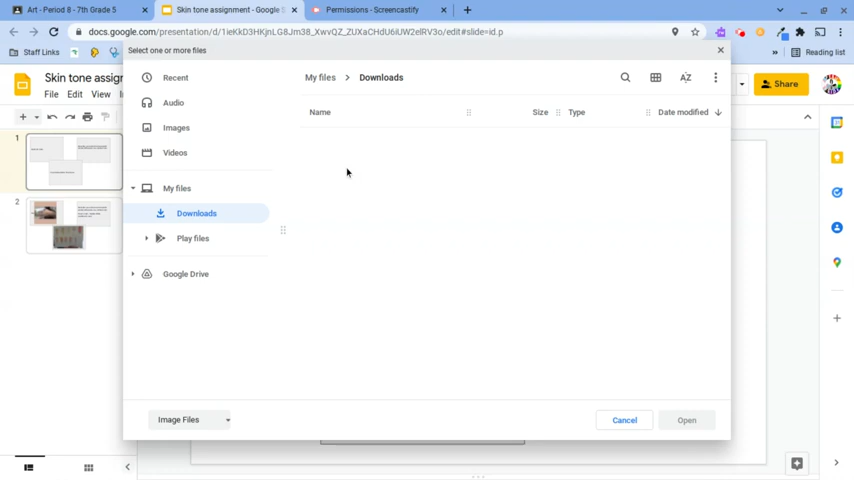 Art - Period 8 - 7th Grade 5
Skin tone assignment - Google S
Permissions - Screencastify
docs.google.com/presentation/d/1ieKkD3HKjnLG8Jm38_XwvQZ_ZUXaCHdU6iUW2elRV3o/edit#slide=id.p
Staff Links
»
Reading list
Select one or more files
Skin tone assign
File Edit View
Share
Recent
Audio
Images
Videos
My files
Downloads
Play files
Google Drive
My files > Downloads
AZ
Name Size Type Date modified
1
2
Image Files
Cancel
Open